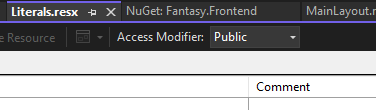 Literals.resx NuGet: Fantasy.Frontend MainLayout.r
e Resource Access Modifier: Public
Comment